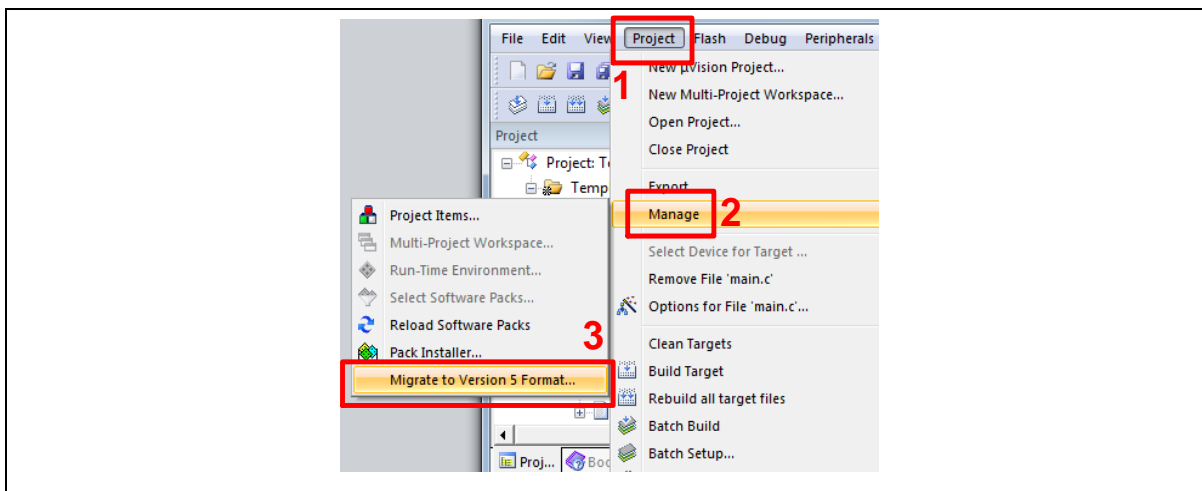 File Edit View Project Flash Debug Peripherals
1
New µVision Project...
New Multi-Project Workspace...
Open Project...
Close Project
Export
Manage 2
Select Device for Target ...
Remove File 'main.c'
Options for File 'main.c'...
Clean Targets
Build Target
Rebuild all target files
Batch Build
Batch Setup...
Project
Project:
Project Items...
Multi-Project Workspace...
Run-Time Environment...
Select Software Packs...
Reload Software Packs
3
Pack Installer...
Migrate to Version 5 Format...
Proj...